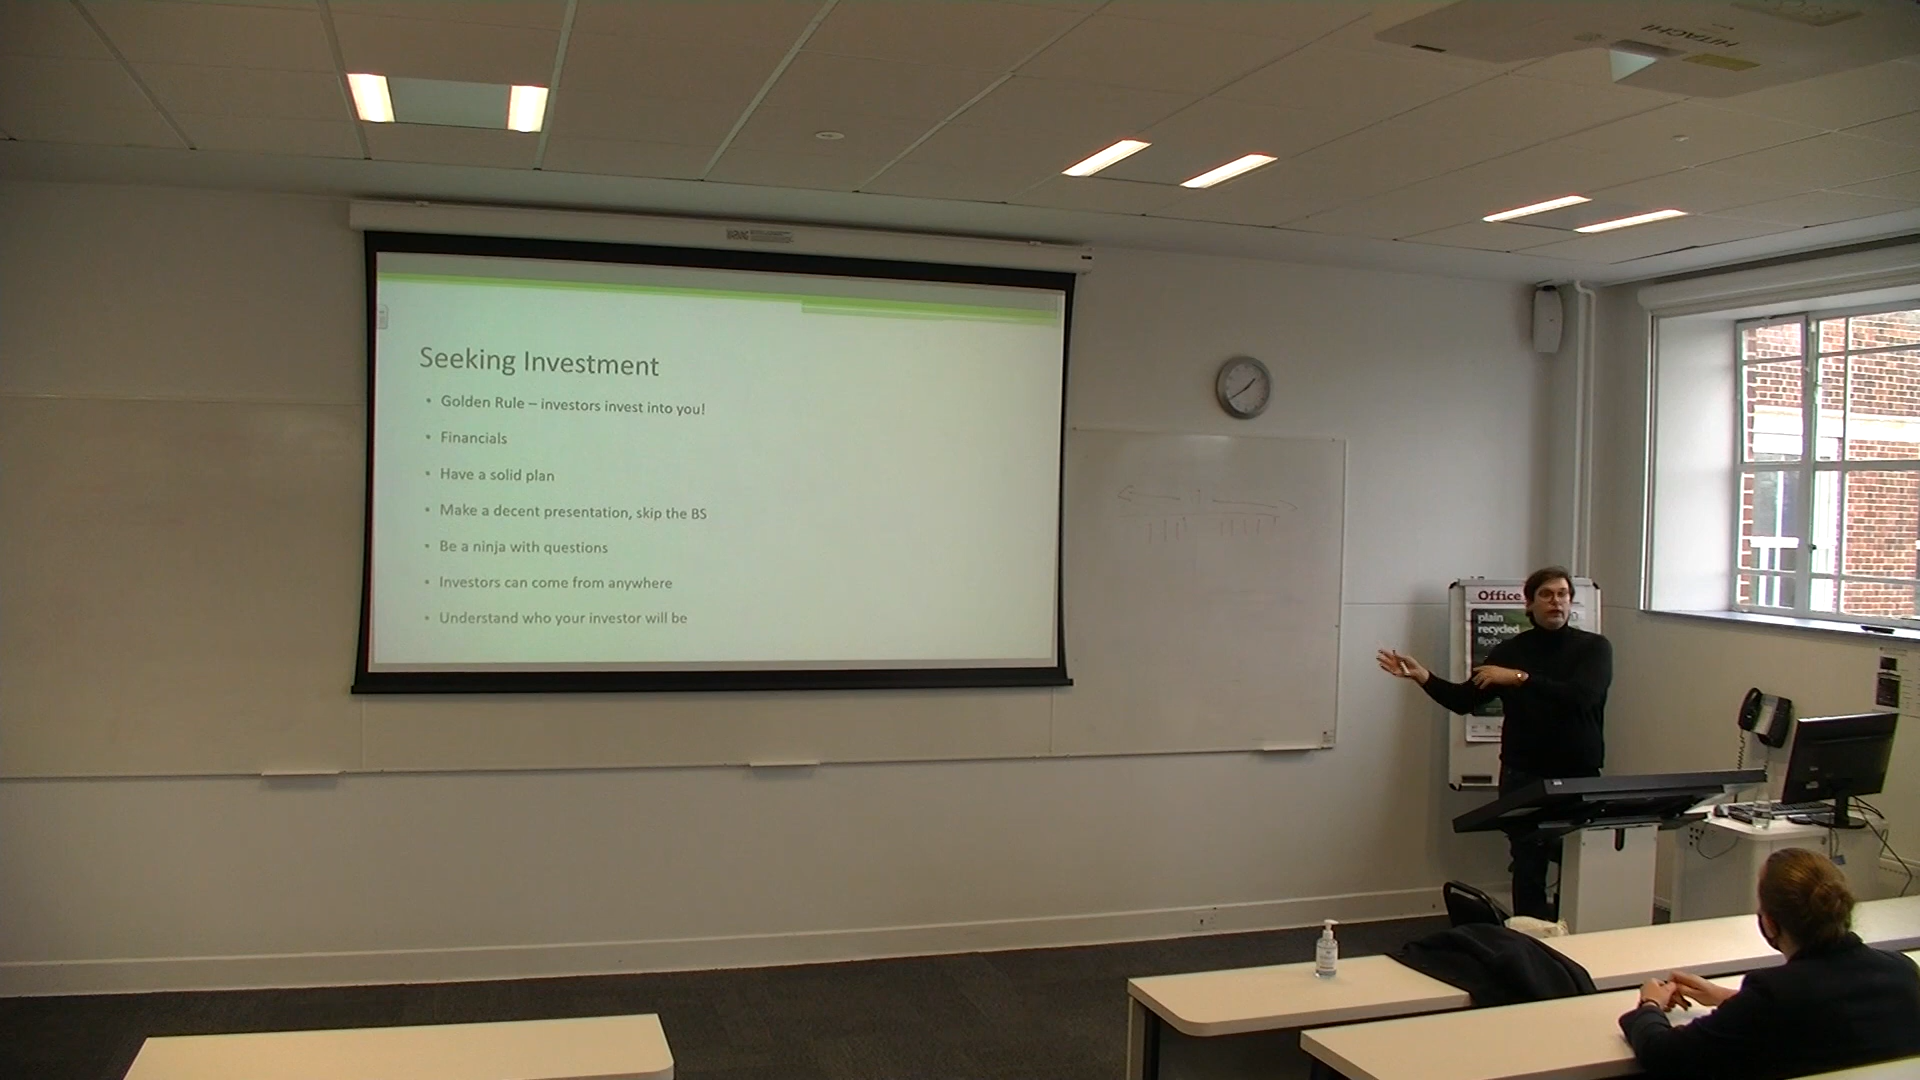 HITACHI
Seeking Investment
• Golden Rule – investors invest into you!
• Financials
• Have a solid plan
• Make a decent presentation, skip the BS
• Be a ninja with questions
• Investors can come from anywhere
• Understand who your investor will be
Office
plain
recycled